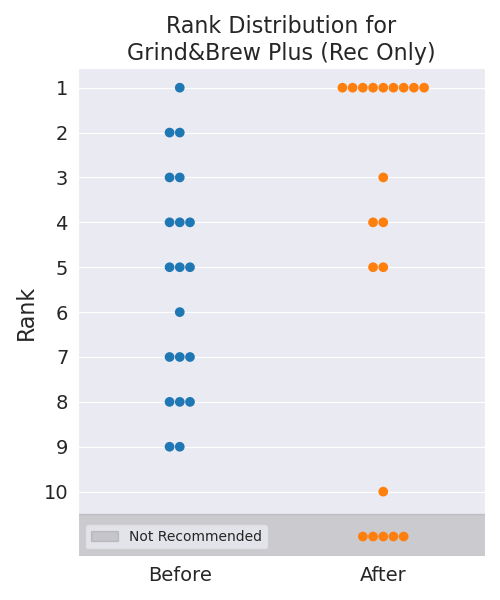 Rank Distribution for
Grind&Brew Plus (Rec Only)
Rank
1
2
3
4
5
6
7
8
9
10
Not Recommended
Before After